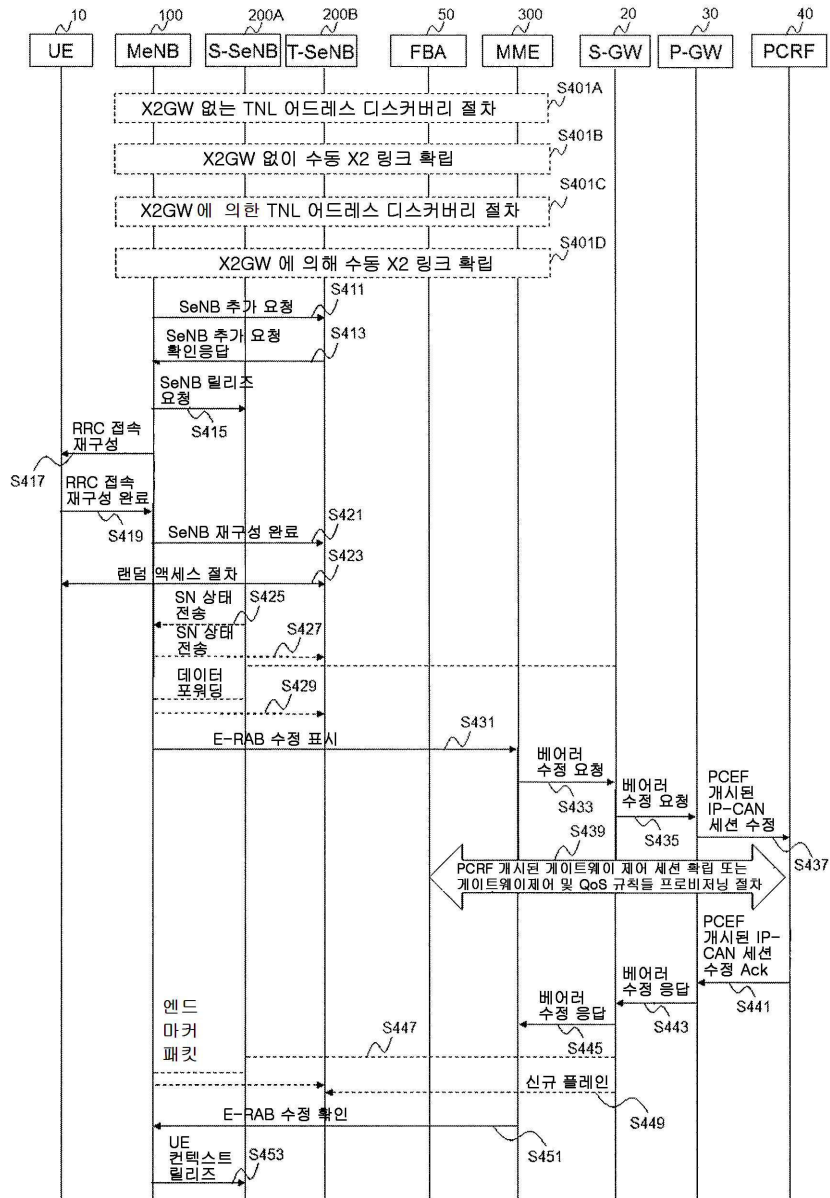 10 100 200A 200B 50 300 20 30 40
UE MeNB S-SeNB T-SeNB FBA MME S-GW P-GW PCRF
S401A
X2GW 없는 TNL 어드레스 디스커버리 절차
S401B
X2GW 없이 수동 X2 링크 확립
S401C
X2GW에 의한 TNL 어드레스 디스커버리 절차
S401D
X2GW 에 의해 수동 X2 링크 확립
S411
SeNB 추가 요청
SeNB 추가 요청
확인응답
S413
SeNB 릴리즈
요청
S415
RRC 접속
재구성
S417
RRC 접속
재구성 완료
S419
S421
SeNB 재구성 완료
S423
랜덤 액세스 절차
SN 상태
전송
S425
SN 상태
전송
S427
데이터
포워딩
S429
S431
E-RAB 수정 표시
베어러
수정 요청
S433
베어러
수정 요청
S435
PCEF
개시된
IP-CAN
세션 수정
S437
S439
PCRF 개시된 게이트웨이 제어 세션 확립 또는
게이트웨이제어 및 QoS 규칙들 프로비저닝 절차
PCEF
개시된 IP-
CAN 세션
수정 Ack
S441
베어러
수정 응답
S443
베어러
수정 응답
S445
엔드
마커
패킷
S447
신규 플레인
S449
E-RAB 수정 확인
S451
UE
컨텍스트
릴리즈
S453